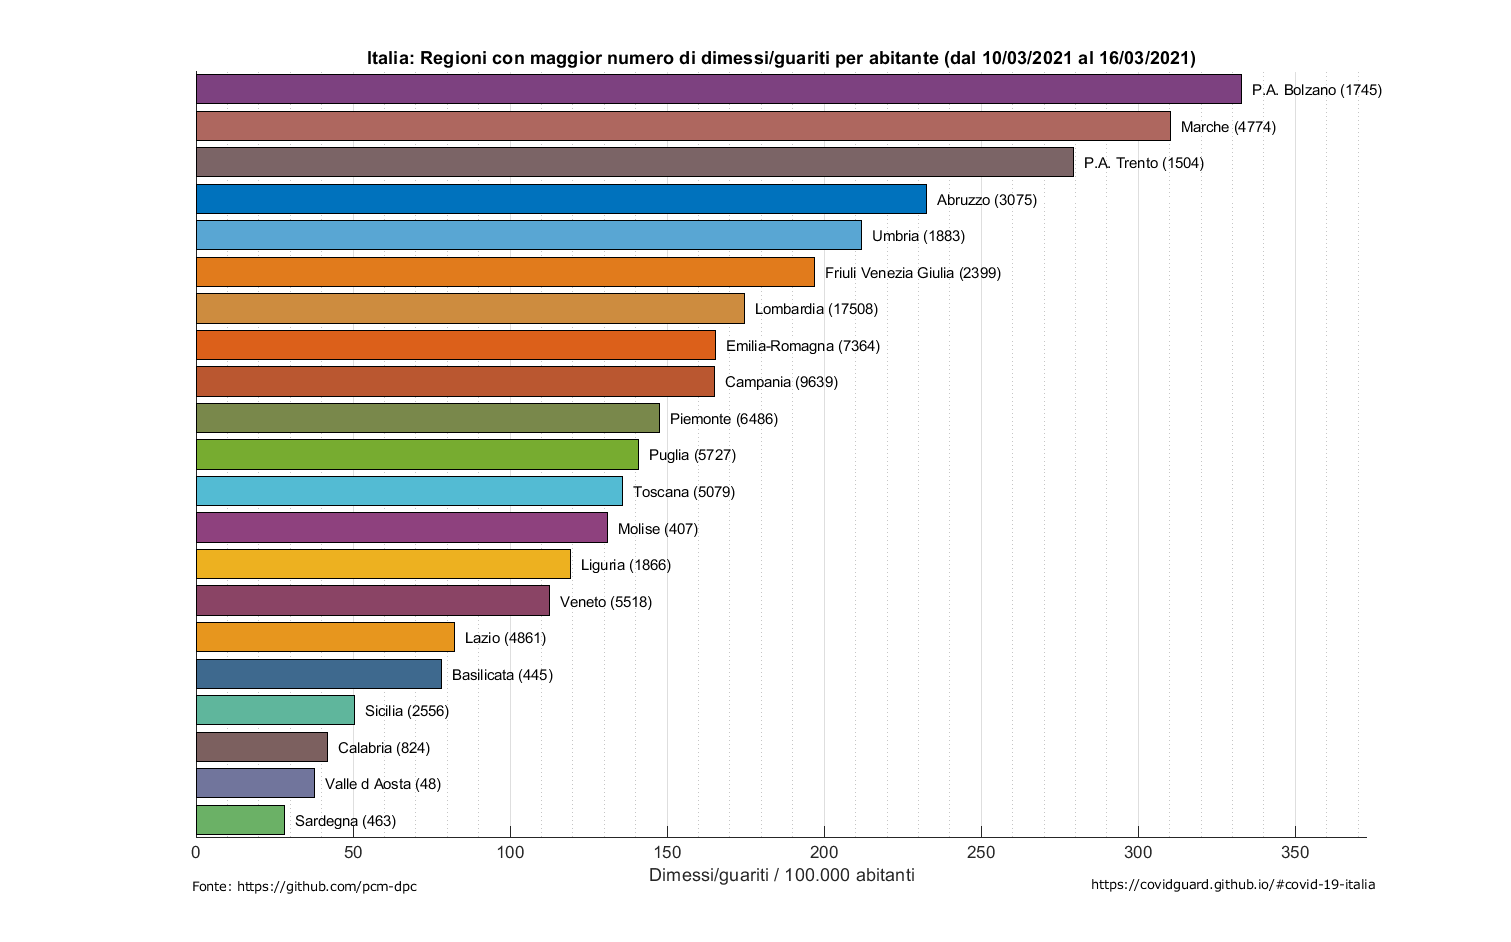 Italia: Regioni con maggior numero di dimessi/guariti per abitante (dal 10/03/2021 al 16/03/2021)
P.A. Bolzano (1745)
Marche (4774)
P.A. Trento (1504)
Abruzzo (3075)
Umbria (1883)
Friuli Venezia Giulia (2399)
Lombardia (17508)
Emilia-Romagna (7364)
Campania (9639)
Piemonte (6486)
Puglia (5727)
Toscana (5079)
Molise (407)
Liguria (1866)
Veneto (5518)
Lazio (4861)
Basilicata (445)
Sicilia (2556)
Calabria (824)
Valle d Aosta (48)
Sardegna (463)
0 50 100 150 200 250 300 350
Dimessi/guariti / 100.000 abitanti
Fonte: https://github.com/pcm-dpc
https://covidguard.github.io/#covid-19-italia